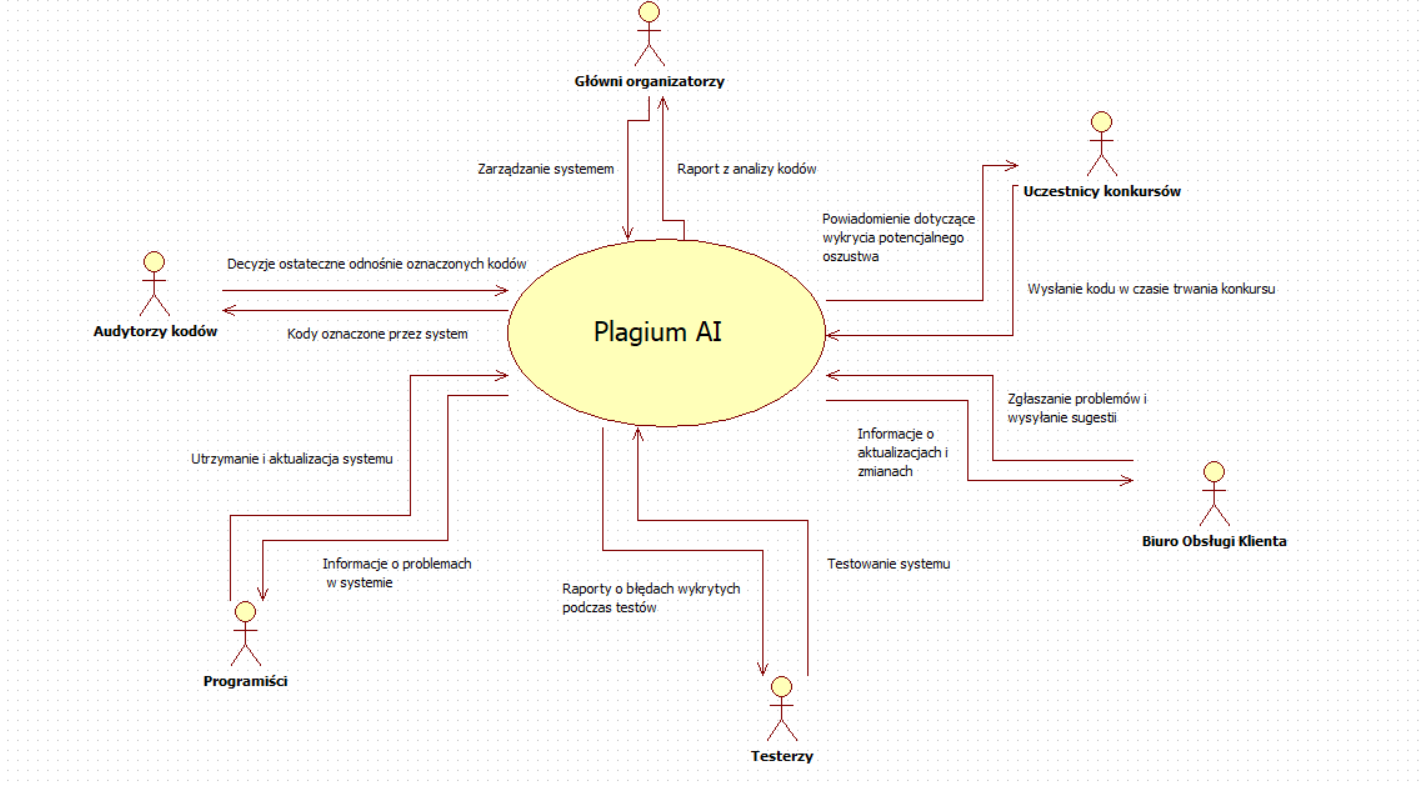 Główni organizatorzy
Zarządzanie systemem
Raport z analizy kodów
Uczestnicy konkursów
Powiadomienie dotyczące
wykrycia potencjalnego
oszustwa
Wysłanie kodu w czasie trwania konkursu
Decyzje ostateczne odnośnie oznaczonych kodów
Audytorzy kodów
Kody oznaczone przez system
Plagium AI
Zgłaszanie problemów i
wysyłanie sugestii
Informacje o
aktualizacjach i
zmianach
Biuro Obsługi Klienta
Utrzymanie i aktualizacja systemu
Informacje o problemach
w systemie
Programiści
Raporty o błędach wykrytych
podczas testów
Testowanie systemu
Testerzy